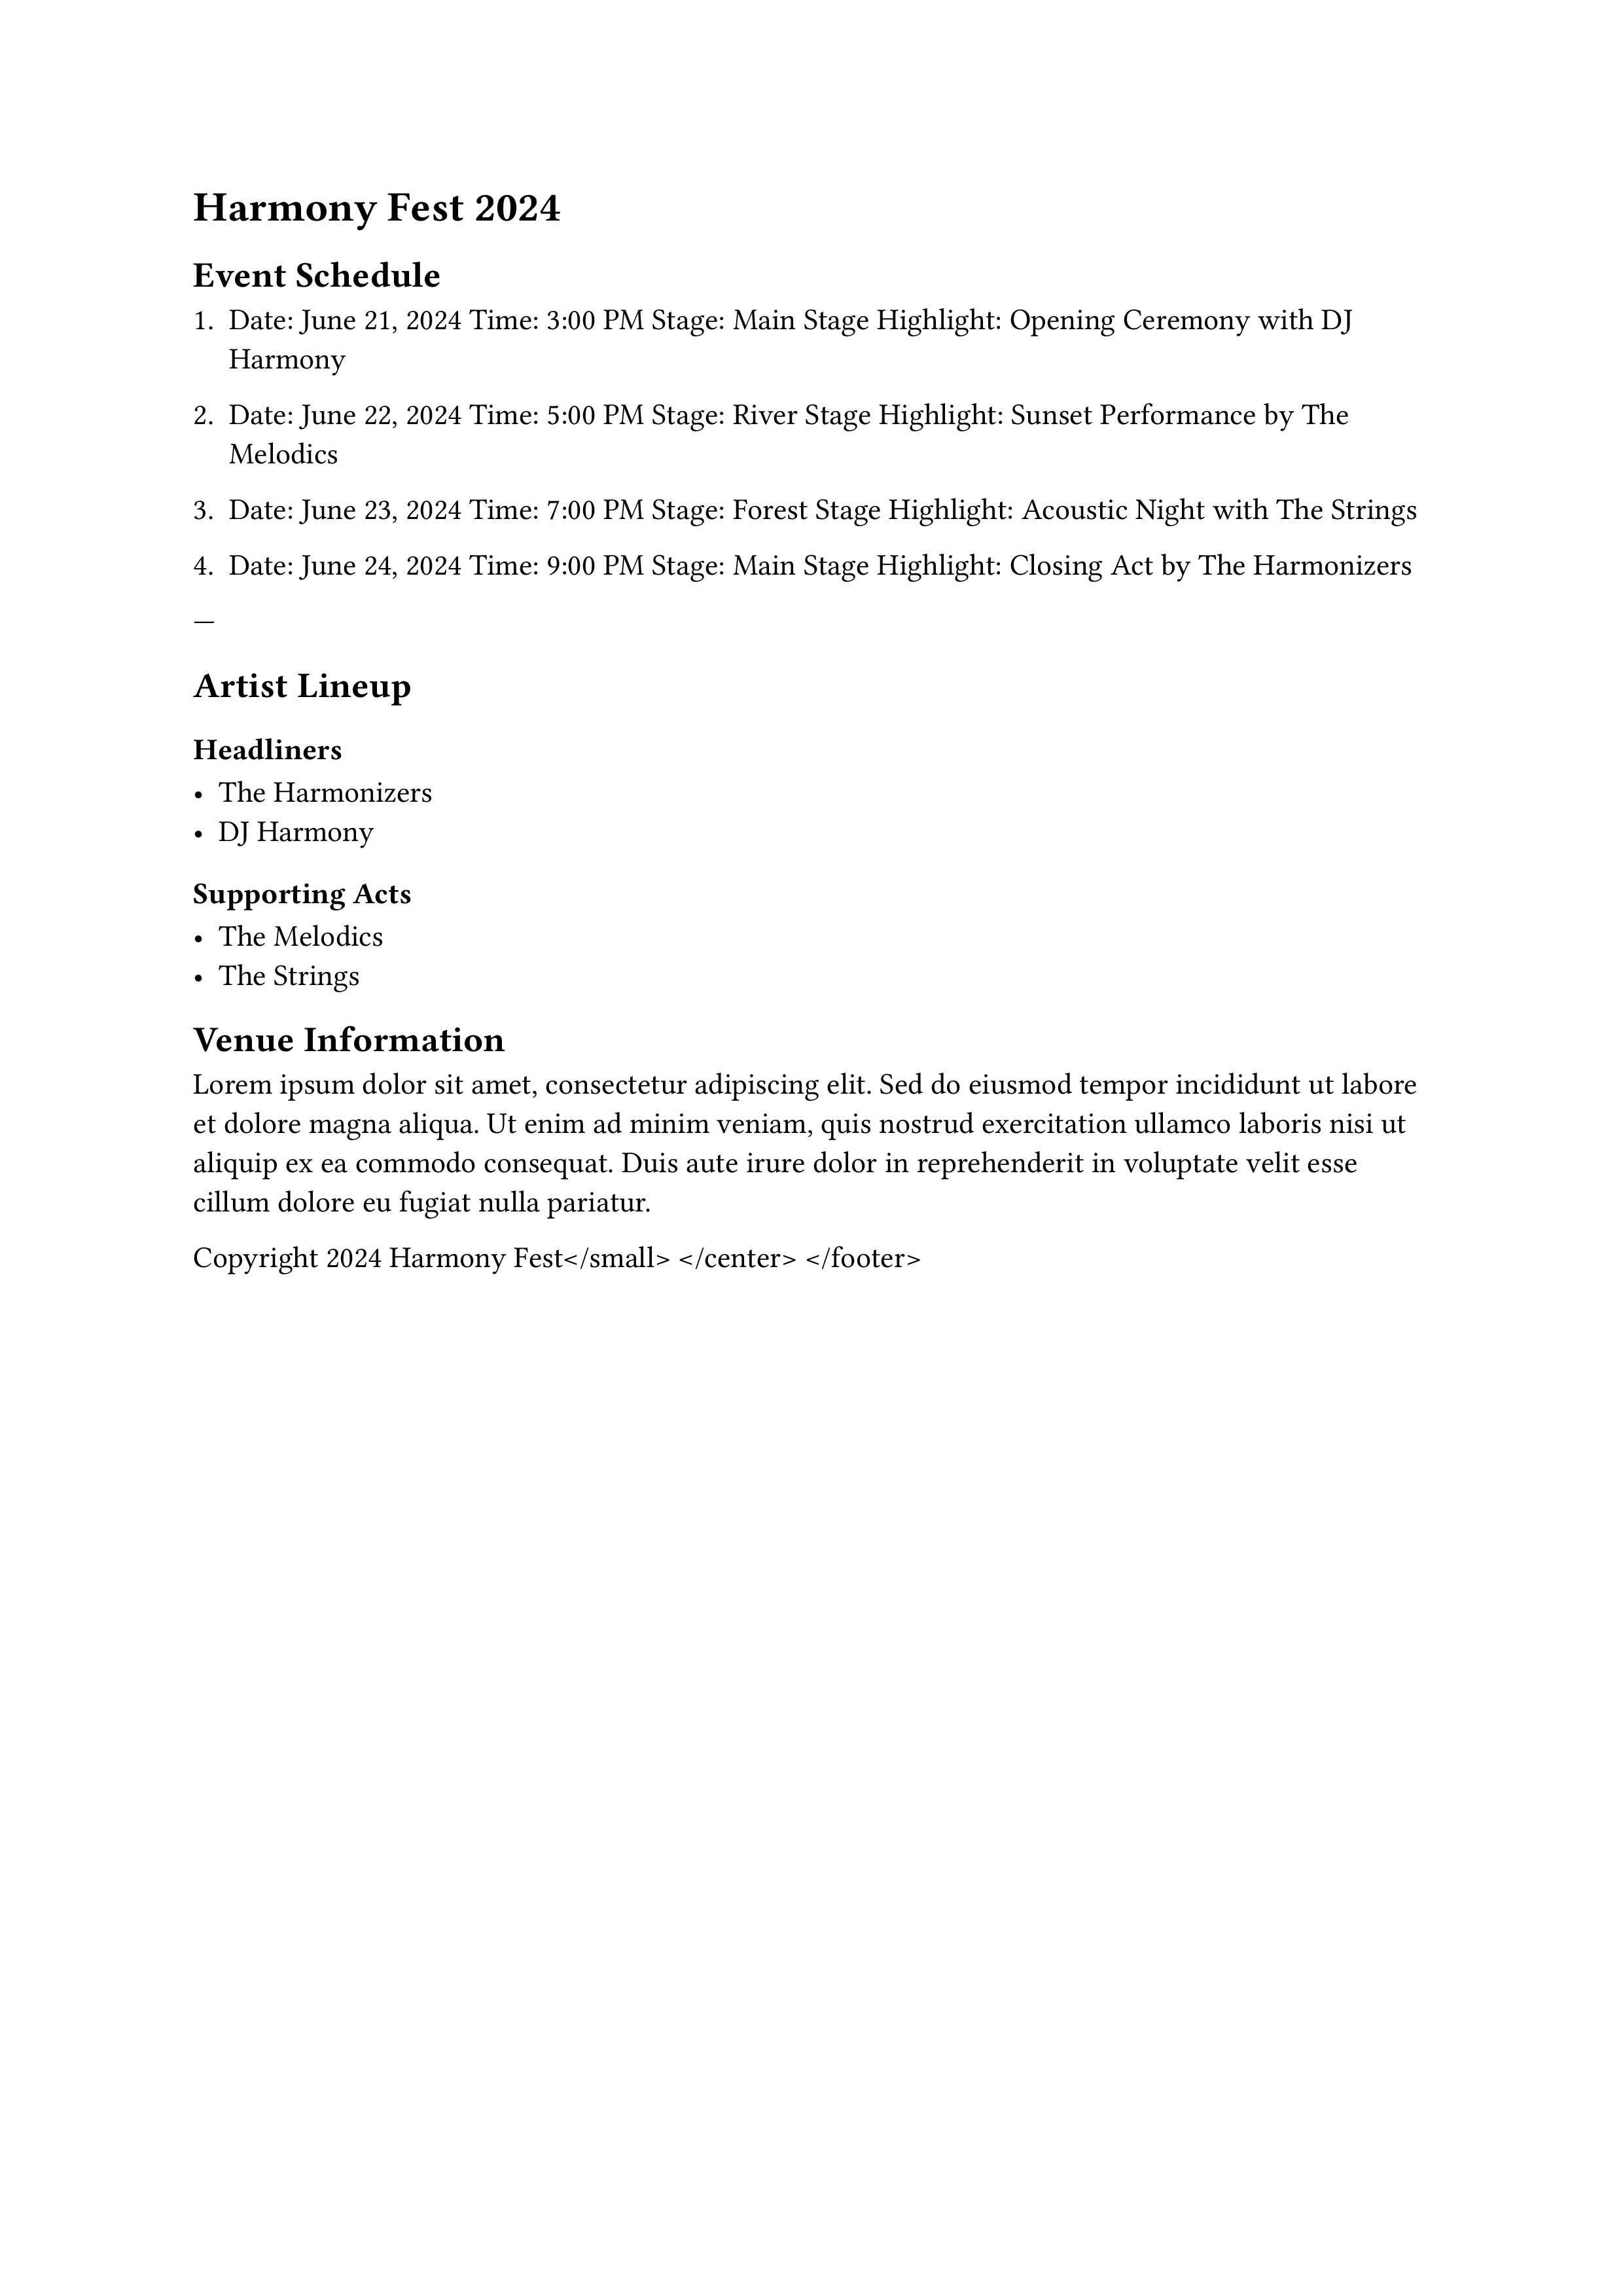 Harmony Fest 2024
Event Schedule
1. Date: June 21, 2024 Time: 3:00 PM Stage: Main Stage Highlight: Opening Ceremony with DJ
Harmony
2. Date: June 22, 2024 Time: 5:00 PM Stage: River Stage Highlight: Sunset Performance by The
Melodics
3. Date: June 23, 2024 Time: 7:00 PM Stage: Forest Stage Highlight: Acoustic Night with The Strings
4. Date: June 24, 2024 Time: 9:00 PM Stage: Main Stage Highlight: Closing Act by The Harmonizers
—
Artist Lineup
Headliners
• The Harmonizers
• DJ Harmony
Supporting Acts
• The Melodics
• The Strings
Venue Information
Lorem ipsum dolor sit amet, consectetur adipiscing elit. Sed do eiusmod tempor incididunt ut labore
et dolore magna aliqua. Ut enim ad minim veniam, quis nostrud exercitation ullamco laboris nisi ut
aliquip ex ea commodo consequat. Duis aute irure dolor in reprehenderit in voluptate velit esse
cillum dolore eu fugiat nulla pariatur.
Copyright 2024 Harmony Fest</small> </center> </footer>